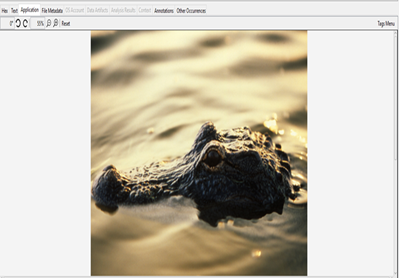 Hex Text Application File Metadata OS Account Data Artifacts Analysis Results Context Annotations Other Occurrences
0° 55% Reset Tags Menu